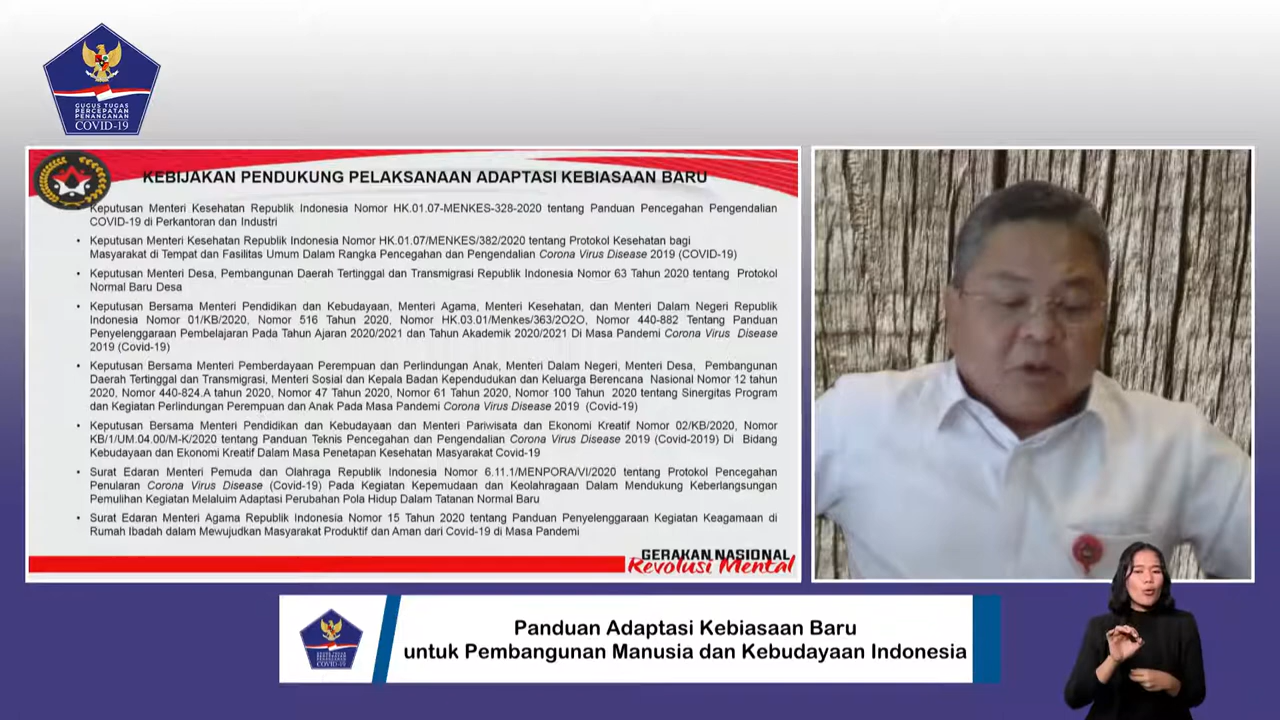 GUGUS TUGAS
PERCEPATAN
PENANGANAN
COVID-19
KEBIJAKAN PENDUKUNG PELAKSANAAN ADAPTASI KEBIASAAN BARU
Keputusan Menteri Kesehatan Republik Indonesia Nomor HK.01.07-MENKES-328-2020 tentang Panduan Pencegahan Pengendalian
COVID-19 di Perkantoran dan Industri
• Keputusan Menteri Kesehatan Republik Indonesia Nomor HK.01.07/MENKES/382/2020 tentang Protokol Kesehatan bagi
Masyarakat di Tempat dan Fasilitas Umum Dalam Rangka Pencegahan dan Pengendalian Corona Virus Disease 2019 (COVID-19)
• Keputusan Menteri Desa, Pembangunan Daerah Tertinggal dan Transmigrasi Republik Indonesia Nomor 63 Tahun 2020 tentang Protokol
Normal Baru Desa
• Keputusan Bersama Menteri Pendidikan dan Kebudayaan, Menteri Agama, Menteri Kesehatan, dan Menteri Dalam Negeri Republik
Indonesia Nomor 01/KB/2020, Nomor 516 Tahun 2020, Nomor HK.03.01/Menkes/363/2O2O, Nomor 440-882 Tentang Panduan
Penyelenggaraan Pembelajaran Pada Tahun Ajaran 2020/2021 dan Tahun Akademik 2020/2021 Di Masa Pandemi Corona Virus Disease
2019 (Covid-19)
• Keputusan Bersama Menteri Pemberdayaan Perempuan dan Perlindungan Anak, Menteri Dalam Negeri, Menteri Desa, Pembangunan
Daerah Tertinggal dan Transmigrasi, Menteri Sosial dan Kepala Badan Kependudukan dan Keluarga Berencana Nasional Nomor 12 tahun
2020, Nomor 440-824.A tahun 2020, Nomor 47 Tahun 2020, Nomor 61 Tahun 2020, Nomor 100 Tahun 2020 tentang Sinergitas Program
dan Kegiatan Perlindungan Perempuan dan Anak Pada Masa Pandemi Corona Virus Disease 2019 (Covid-19)
• Keputusan Bersama Menteri Pendidikan dan Kebudayaan dan Menteri Pariwista dan Ekonomi Kreatif Nomor 02/KB/2020, Nomor
KB/1/UM.04.00/M-K/2020 tentang Panduan Teknis Pencegahan dan Pengendalian Corona Virus Disease 2019 (Covid-2019) Di Bidang
Kebudayaan dan Ekonomi Kreatif Dalam Masa Penetapan Kesehatan Masyarakat Covid-19
• Surat Edaran Menteri Pemuda dan Olahraga Republik Indonesia Nomor 6.11.1/MENPORA/VI/2020 tentang Protokol Pencegahan
Penularan Corona Virus Disease (Covid-19) Pada Kegiatan Kepemudaan dan Keolahragaan Dalam Mendukung Keberlangsungan
Pemulihan Kegiatan Melaluim Adaptasi Perubahan Pola Hidup Dalam Tatanan Normal Baru
• Surat Edaran Menteri Agama Republik Indonesia Nomor 15 Tahun 2020 tentang Panduan Penyelenggaraan Kegiatan Keagamaan di
Rumah Ibadah dalam Mewujudkan Masyarakat Produktif dan Aman dari Covid-19 di Masa Pandemi
GERAKAN NASIONAL
Revolusi Mental
COVID-19
Panduan Adaptasi Kebiasaan Baru
untuk Pembangunan Manusia dan Kebudayaan Indonesia